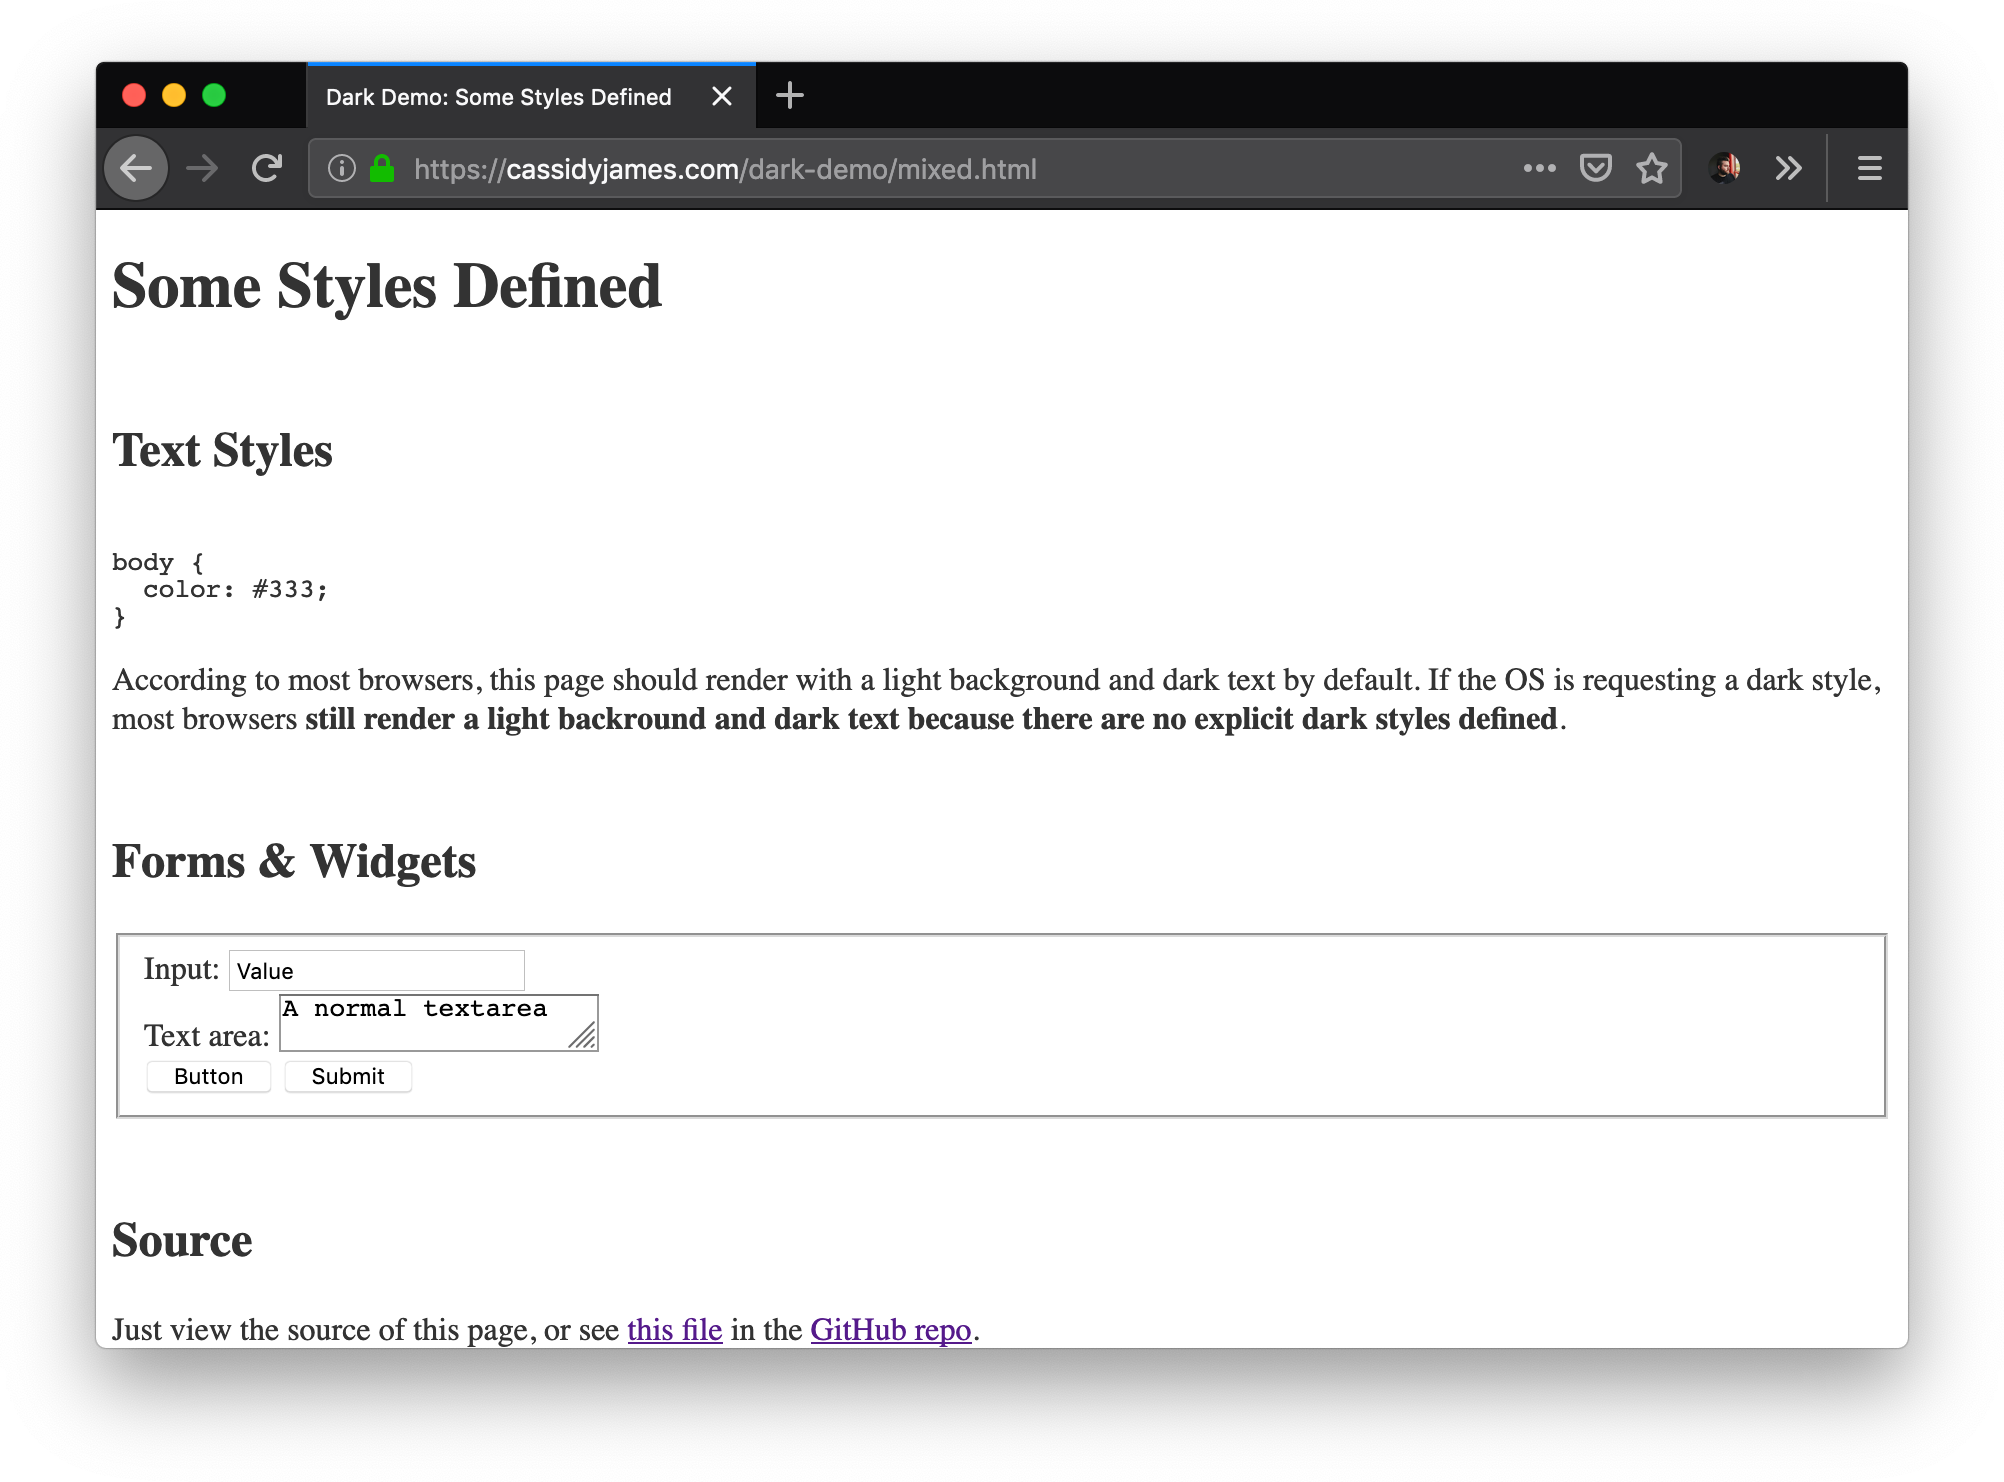 Dark Demo: Some Styles Defined
https://cassidyjames.com/dark-demo/mixed.html
Some Styles Defined
Text Styles
body {
  color: #333;
}
According to most browsers, this page should render with a light background and dark text by default. If the OS is requesting a dark style,
most browsers still render a light backround and dark text because there are no explicit dark styles defined.
Forms & Widgets
Input: Value
Text area: A normal textarea
Button Submit
Source
Just view the source of this page, or see this file in the GitHub repo.